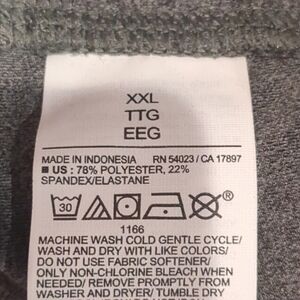 XXL
TTG
EEG
MADE IN INDONESIA RN 54023 / CA 17897
■ US : 78% POLYESTER, 22%
SPANDEX/ELASTANE
30 ®
1166
MACHINE WASH COLD GENTLE CYCLE/
WASH AND DRY WITH LIKE COLORS/
DO NOT USE FABRIC SOFTENER/
ONLY NON-CHLORINE BLEACH WHEN
NEEDED/ REMOVE PROMPTLY FROM
WASHER AND DRYER/ TUMBLE DRY